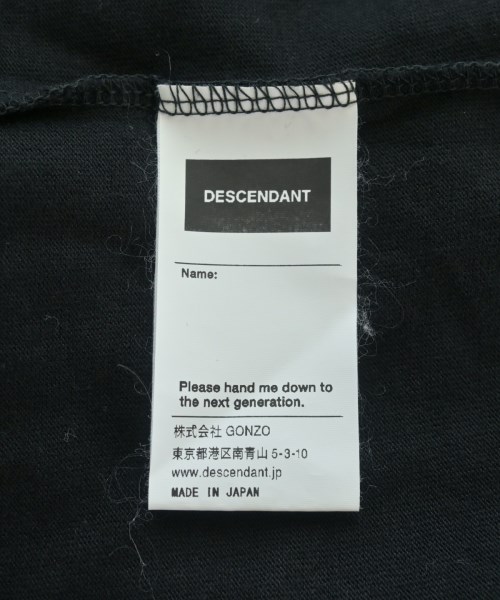 DESCENDANT
Name:
Please hand me down to
the next generation.
株式会社 GONZO
東京都港区南青山 5-3-10
www.descendant.jp
MADE IN JAPAN